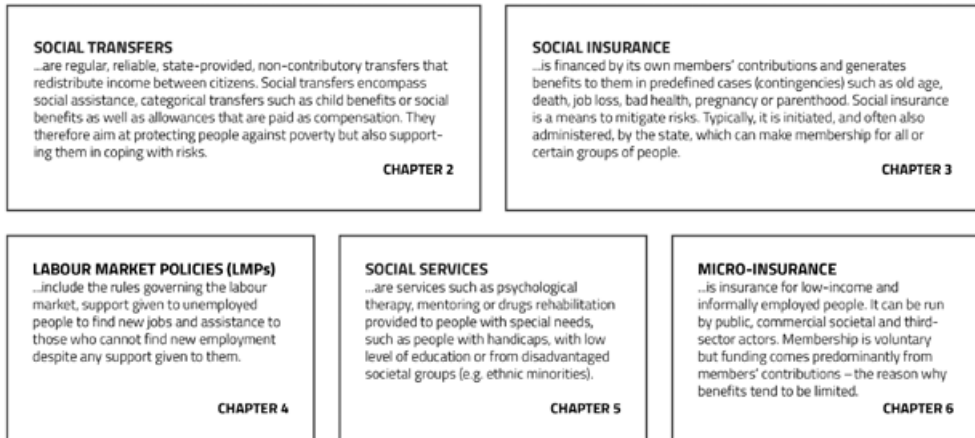 SOCIAL TRANSFERS
...are regular, reliable, state-provided, non-contributory transfers that
redistribute income between citizens. Social transfers encompass
social assistance, categorical transfers such as child benefits or social
benefits as well as allowances that are paid as compensation. They
therefore aim at protecting people against poverty but also support-
ing them in coping with risks.
CHAPTER 2
SOCIAL INSURANCE
...is financed by its own members' contributions and generates
benefits to them in predefined cases (contingencies) such as old age,
death, job loss, bad health, pregnancy or parenthood. Social insurance
is a means to mitigate risks. Typically, it is initiated, and often also
administered, by the state, which can make membership for all or
certain groups of people.
CHAPTER 3
LABOUR MARKET POLICIES (LMPs)
...include the rules governing the labour
market, support given to unemployed
people to find new jobs and assistance to
those who cannot find new employment
despite any support given to them.
CHAPTER 4
SOCIAL SERVICES
...are services such as psychological
therapy, mentoring or drugs rehabilitation
provided to people with special needs,
such as people with handicaps, with low
level of education or from disadvantaged
societal groups (e.g. ethnic minorities).
CHAPTER 5
MICRO-INSURANCE
...is insurance for low-income and
informally employed people. It can be run
by public, commercial societal and third-
sector actors. Membership is voluntary
but funding comes predominantly from
members' contributions – the reason why
benefits tend to be limited.
CHAPTER 6